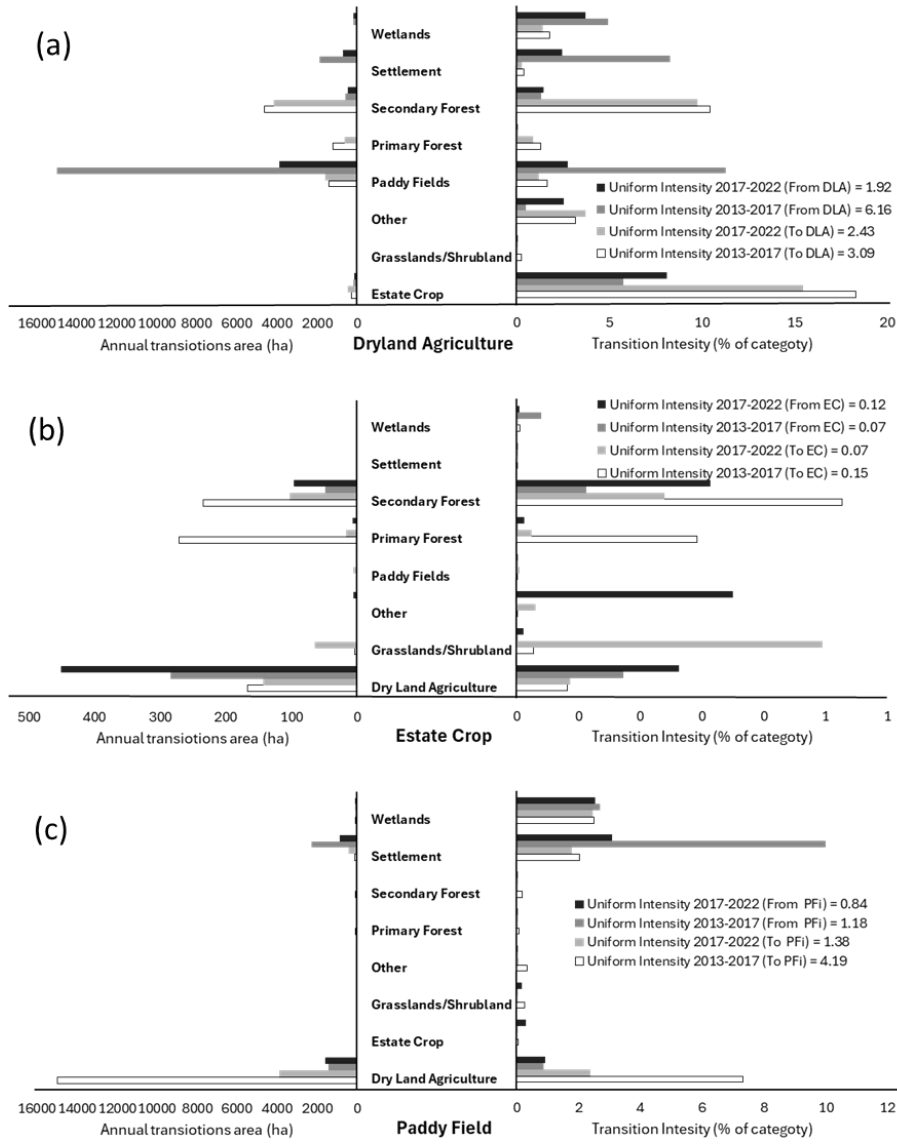 (a)
Wetlands
Settlement
Secondary Forest
Primary Forest
Paddy Fields
Other
Grasslands/Shrubland
Estate Crop
■ Uniform Intensity 2017-2022 (From DLA) = 1.92
■ Uniform Intensity 2013-2017 (From DLA) = 6.16
■ Uniform Intensity 2017-2022 (To DLA) = 2.43
□ Uniform Intensity 2013-2017 (To DLA) = 3.09
16000 14000 12000 10000 8000 6000 4000 2000 0 0 5 10 15 20
Annual transtiotions area (ha) Dryland Agriculture Transition Intesity (% of categoty)
(b)
Wetlands
Settlement
Secondary Forest
Primary Forest
Paddy Fields
Other
Grasslands/Shrubland
Dry Land Agriculture
■ Uniform Intensity 2017-2022 (From EC) = 0.12
■ Uniform Intensity 2013-2017 (From EC) = 0.07
■ Uniform Intensity 2017-2022 (To EC) = 0.07
□ Uniform Intensity 2013-2017 (To EC) = 0.15
500 400 300 200 100 0 0 0 0 0 0 1 1
Annual transtiotions area (ha) Estate Crop Transition Intesity (% of categoty)
(c)
Wetlands
Settlement
Secondary Forest
Primary Forest
Other
Grasslands/Shrubland
Estate Crop
Dry Land Agriculture
■ Uniform Intensity 2017-2022 (From PFi) = 0.84
■ Uniform Intensity 2013-2017 (From PFi) = 1.18
■ Uniform Intensity 2017-2022 (To PFi) = 1.38
□ Uniform Intensity 2013-2017 (To PFi) = 4.19
16000 14000 12000 10000 8000 6000 4000 2000 0 0 2 4 6 8 10 12
Annual transtiotions area (ha) Paddy Field Transition Intesity (% of categoty)